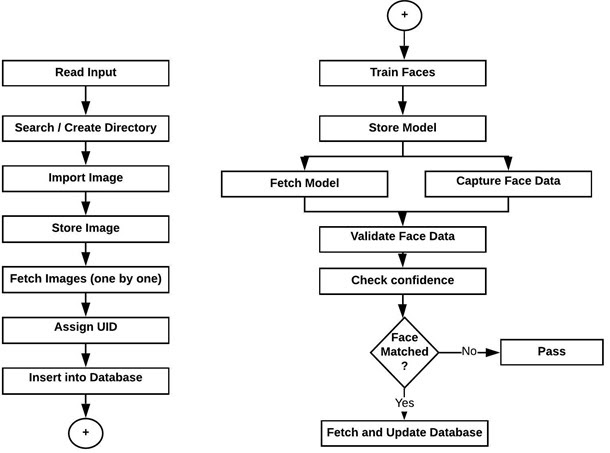 Read Input
Search / Create Directory
Import Image
Store Image
Fetch Images (one by one)
Assign UID
Insert into Database
+
+
Train Faces
Store Model
Fetch Model
Capture Face Data
Validate Face Data
Check confidence
Face
Matched
?
No
Pass
Yes
Fetch and Update Database